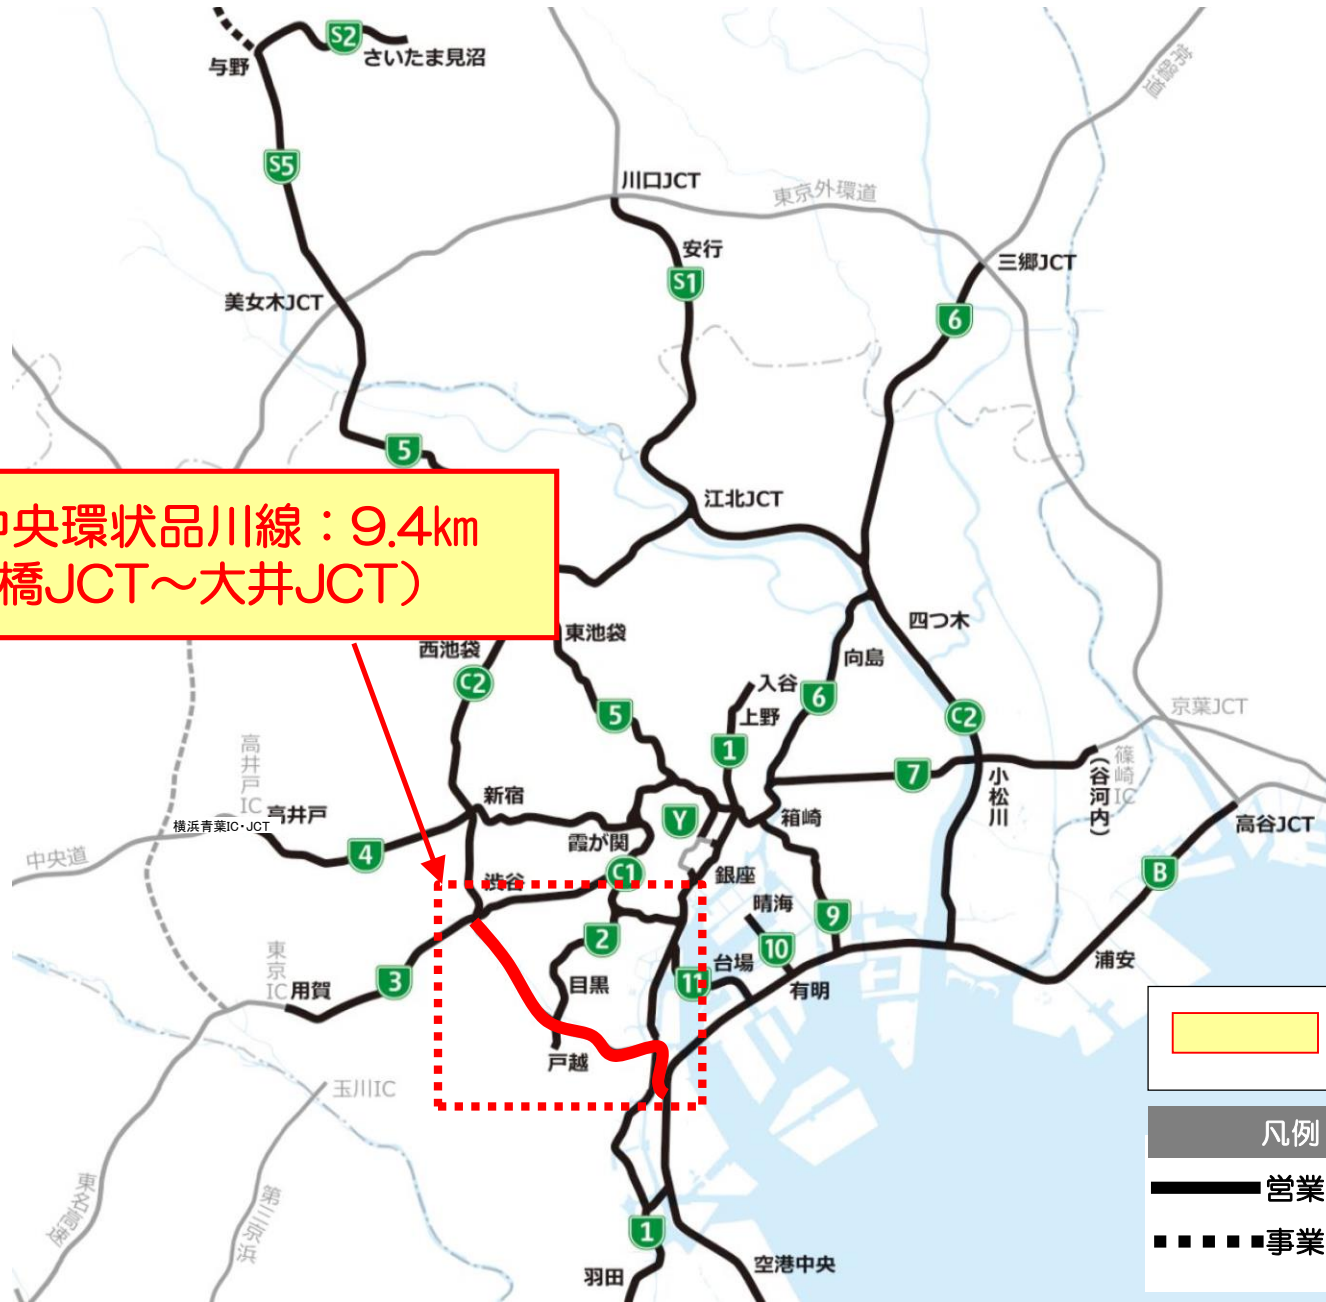 S2
さいたま見沼
与野
常磐道
S5
川口JCT
東京外環道
安行
三郷JCT
S1
美女木JCT
6
5
中央環状品川線：9.4㎞
橋JCT～大井JCT）
江北JCT
四つ木
東池袋
西池袋
向島
入谷
C2
6
上野
5
C2
京葉JCT
高井戸IC
1
篠崎IC
7
小松川
（谷河内）
新宿
高井戸
横浜青葉IC・JCT
Y
箱崎
高谷JCT
霞が関
中央道
4
C1
銀座
B
渋谷
晴海
9
2
10
浦安
東京IC
台場
3
用賀
目黒
11
有明
戸越
玉川IC
凡例
営業
東名高速
第三京浜
1
事業
羽田
空港中央